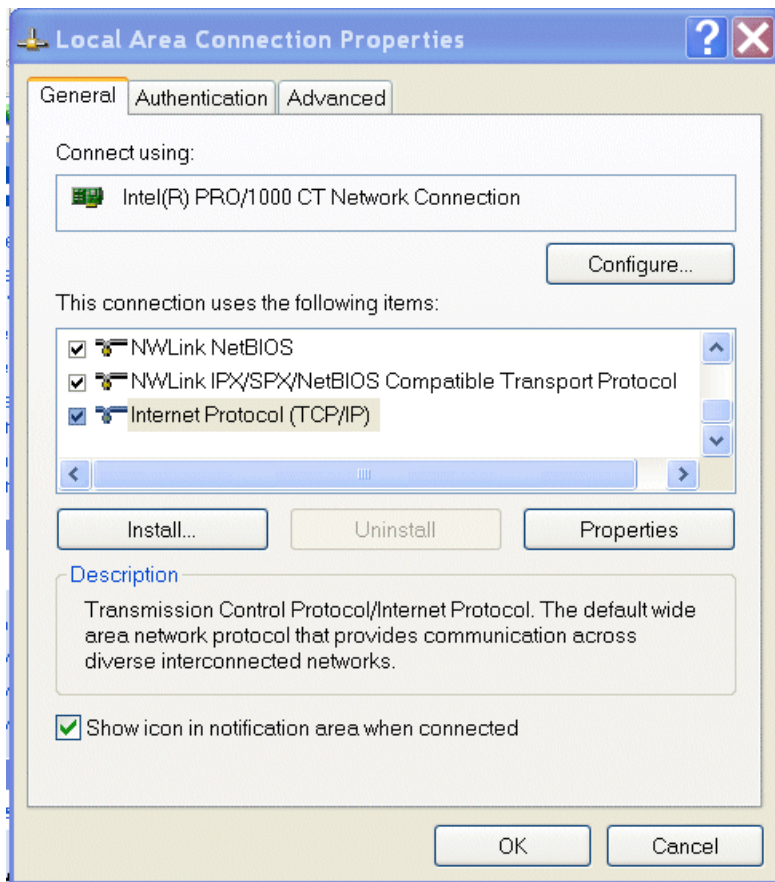 Local Area Connection Properties
General Authentication Advanced
Connect using:
Intel(R) PRO/1000 CT Network Connection
Configure...
This connection uses the following items:
NWLink NetBIOS
NWLink IPX/SPX/NetBIOS Compatible Transport Protocol
Internet Protocol (TCP/IP)
Install... Uninstall Properties
Description
Transmission Control Protocol/Internet Protocol. The default wide
area network protocol that provides communication across
diverse interconnected networks.
Show icon in notification area when connected
OK Cancel